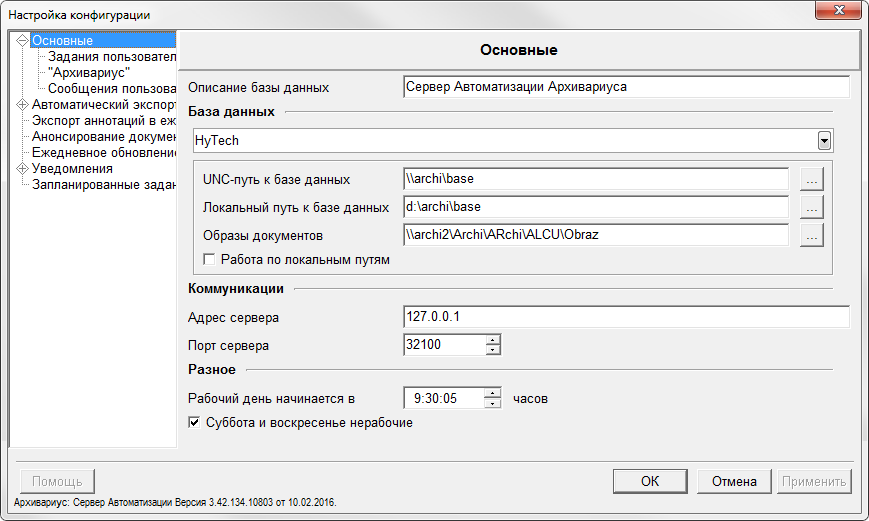 Настройка конфигурации
Основные
Задания пользовател
"Архивариус"
Сообщения пользова
Автоматический экспорт
Экспорт аннотаций в еж
Анонсирование докумен
Ежедневное обновление
Уведомления
Запланированные задан
Основные
Описание базы данных
Сервер Автоматизации Архивариуса
База данных
HyTech
UNC-путь к базе данных
\\archi\base
...
Локальный путь к базе данных
d:\archi\base
...
Образы документов
\\archi2\Archi\ARchi\ALCU\Obraz
...
Работа по локальным путям
Коммуникации
Адрес сервера
127.0.0.1
Порт сервера
32100
Разное
Рабочий день начинается в
9:30:05
часов
Суббота и воскресенье нерабочие
Помощь
ОК
Отмена
Применить
Архивариус: Сервер Автоматизации Версия 3.42.134.10803 от 10.02.2016.